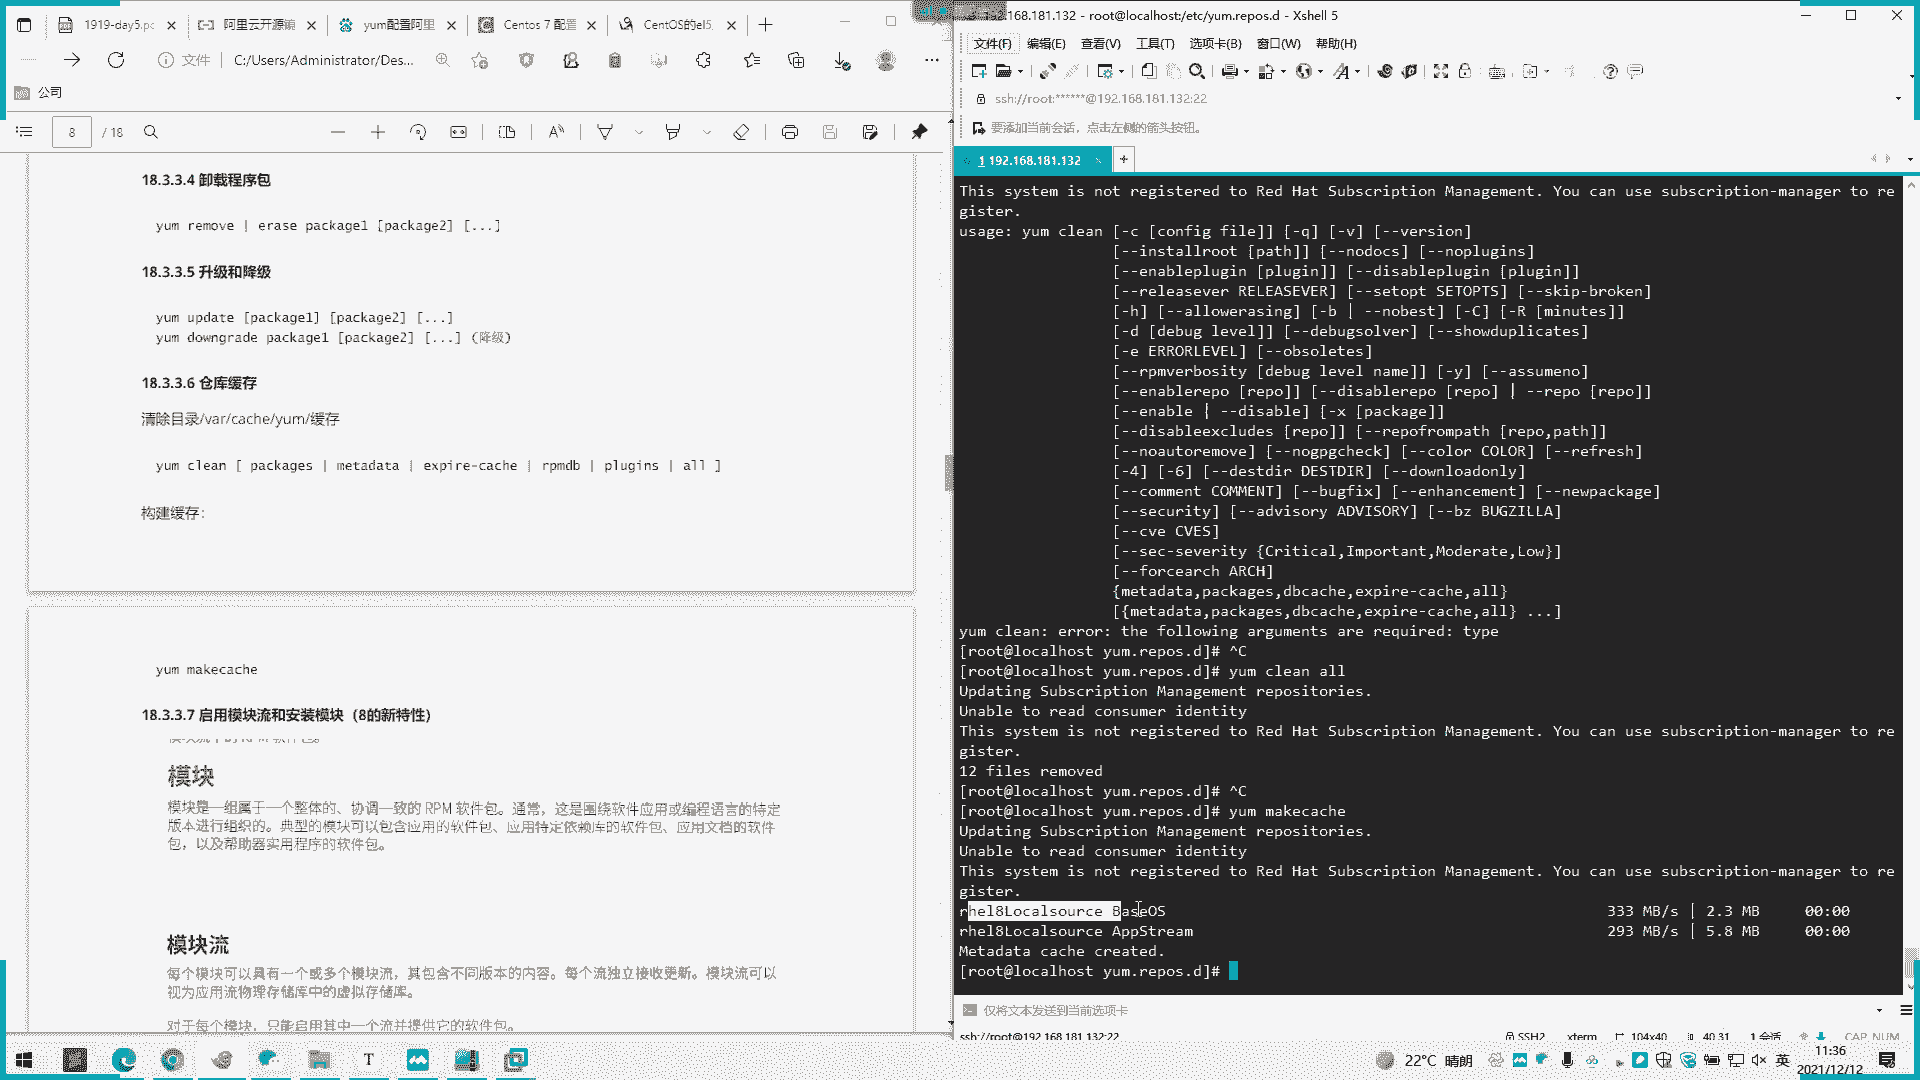 1919-day5.pc
阿里云开源镜
yum配置阿里
Centos 7 配置
CentOS的el5,
文件
C:/Users/Administrator/Des...
公司
8 / 18
18.3.3.4 卸载程序包
yum remove | erase package1 [package2] [...]
18.3.3.5 升级和降级
yum update [package1] [package2] [...]
yum downgrade package1 [package2] [...] (降级)
18.3.3.6 仓库缓存
清除目录/var/cache/yum/缓存
yum clean [ packages | metadata | expire-cache | rpmdb | plugins | all ]
构建缓存:
yum makecache
18.3.3.7 启用模块流和安装模块（8的新特性）
模块
模块是一组属于一个整体的、协调一致的 RPM 软件包。通常，这是围绕软件应用或编程语言的特定
版本进行组织的。典型的模块可以包含应用的软件包、应用特定依赖库的软件包、应用文档的软件
包，以及帮助器实用程序的软件包。
模块流
每个模块可以具有一个或多个模块流，其包含不同版本的内容。每个流独立接收更新。模块流可以
视为应用流物理存储库中的虚拟存储库。
对于每个模块，只能启用其中一个流并提供它的软件包。
192.168.181.132 - root@localhost:/etc/yum.repos.d - Xshell 5
文件(F) 编辑(E) 查看(V) 工具(T) 选项卡(B) 窗口(W) 帮助(H)
ssh://root:******@192.168.181.132:22
要添加当前会话，点击左侧的箭头按钮。
1 192.168.181.132
This system is not registered to Red Hat Subscription Management. You can use subscription-manager to re
gister.
usage: yum clean [-c [config file]] [-q] [-v] [--version]
[--installroot [path]] [--nodocs] [--noplugins]
[--enableplugin [plugin]] [--disableplugin [plugin]]
[--releasever RELEASEVER] [--setopt SETOPTS] [--skip-broken]
[-h] [--allowerasing] [-b | --nobest] [-C] [-R [minutes]]
[-d [debug level]] [--debugsolver] [--showduplicates]
[-e ERRORLEVEL] [--obsoletes]
[--rpmverbosity [debug level name]] [-y] [--assumeno]
[--enablerepo [repo]] [--disablerepo [repo] | --repo [repo]]
[--enable | --disable] [-x [package]]
[--disableexcludes [repo]] [--repofrompath [repo,path]]
[--noautoremove] [--nogpgcheck] [--color COLOR] [--refresh]
[-4] [-6] [--destdir DESTDIR] [--downloadonly]
[--comment COMMENT] [--bugfix] [--enhancement] [--newpackage]
[--security] [--advisory ADVISORY] [--bz BUGZILLA]
[--cve CVES]
[--sec-severity {Critical,Important,Moderate,Low}]
[--forcearch ARCH]
{metadata,packages,dbcache,expire-cache,all}
[{metadata,packages,dbcache,expire-cache,all} ...]
yum clean: error: the following arguments are required: type
[root@localhost yum.repos.d]# ^C
[root@localhost yum.repos.d]# yum clean all
Updating Subscription Management repositories.
Unable to read consumer identity
This system is not registered to Red Hat Subscription Management. You can use subscription-manager to re
gister.
12 files removed
[root@localhost yum.repos.d]# ^C
[root@localhost yum.repos.d]# yum makecache
Updating Subscription Management repositories.
Unable to read consumer identity
This system is not registered to Red Hat Subscription Management. You can use subscription-manager to re
gister.
rhel8Localsource BaseOS 333 MB/s | 2.3 MB 00:00
rhel8Localsource AppStream 293 MB/s | 5.8 MB 00:00
Metadata cache created.
[root@localhost yum.repos.d]#
仅将文本发送到当前选项卡
ssh://root@192.168.181.132:22 SSH2 xterm 104x40 40,31 1 会话 CAP NUM
22°C 晴朗
英
11:36
2021/12/12